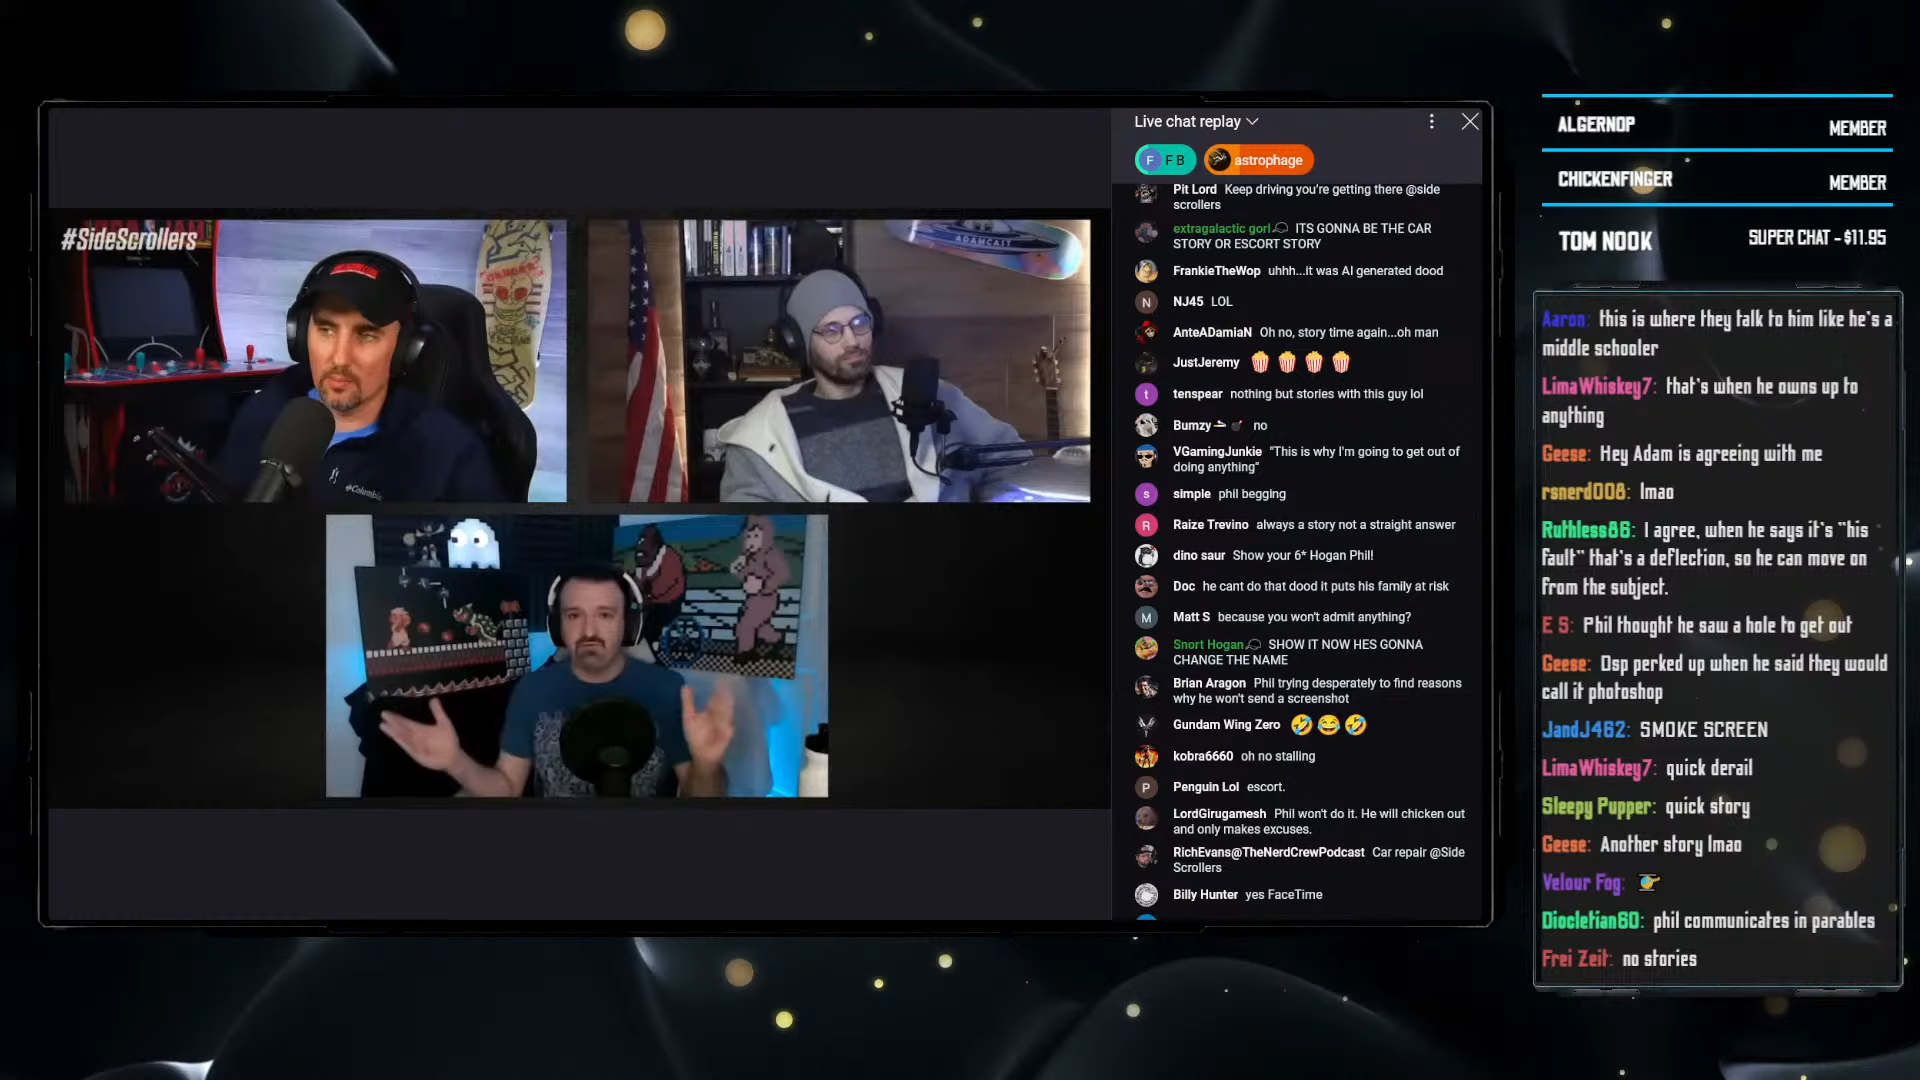 #SideScrollers
ADAMCAST
Columbia
Live chat replay
F F B
astrophage
Pit Lord Keep driving you're getting there @side
scrollers
extragalactic gorl ITS GONNA BE THE CAR
STORY OR ESCORT STORY
FrankieTheWop uhhh...it was AI generated dood
N NJ45 LOL
AnteADamiaN Oh no, story time again...oh man
JustJeremy 🍿 🍿 🍿 🍿
t tenspear nothing but stories with this guy lol
Bumzy no
VGamingJunkie "This is why I'm going to get out of
doing anything"
s simple phil begging
R Raize Trevino always a story not a straight answer
dino saur Show your 6* Hogan Phil!
Doc he cant do that dood it puts his family at risk
M Matt S because you won't admit anything?
Snort Hogan SHOW IT NOW HES GONNA
CHANGE THE NAME
Brian Aragon Phil trying desperately to find reasons
why he won't send a screenshot
Gundam Wing Zero 🤣 😂 🤣
kobra6660 oh no stalling
P Penguin Lol escort.
LordGirugamesh Phil won't do it. He will chicken out
and only makes excuses.
RichEvans@TheNerdCrewPodcast Car repair @Side
Scrollers
Billy Hunter yes FaceTime
ALGERNOP MEMBER
CHICKENFINGER MEMBER
TOM NOOK SUPER CHAT - $11.95
Aaron: this is where they talk to him like he's a
middle schooler
LimaWhiskey7: that's when he owns up to
anything
Geese: Hey Adam is agreeing with me
rsnerd008: lmao
Ruthless86: I agree, when he says it's "his
fault" that's a deflection, so he can move on
from the subject.
E S: Phil thought he saw a hole to get out
Geese: Dsp perked up when he said they would
call it photoshop
JandJ462: SMOKE SCREEN
LimaWhiskey7: quick derail
Sleepy Pupper: quick story
Geese: Another story lmao
Velour Fog:
Diocletian60: phil communicates in parables
Frei Zeit: no stories